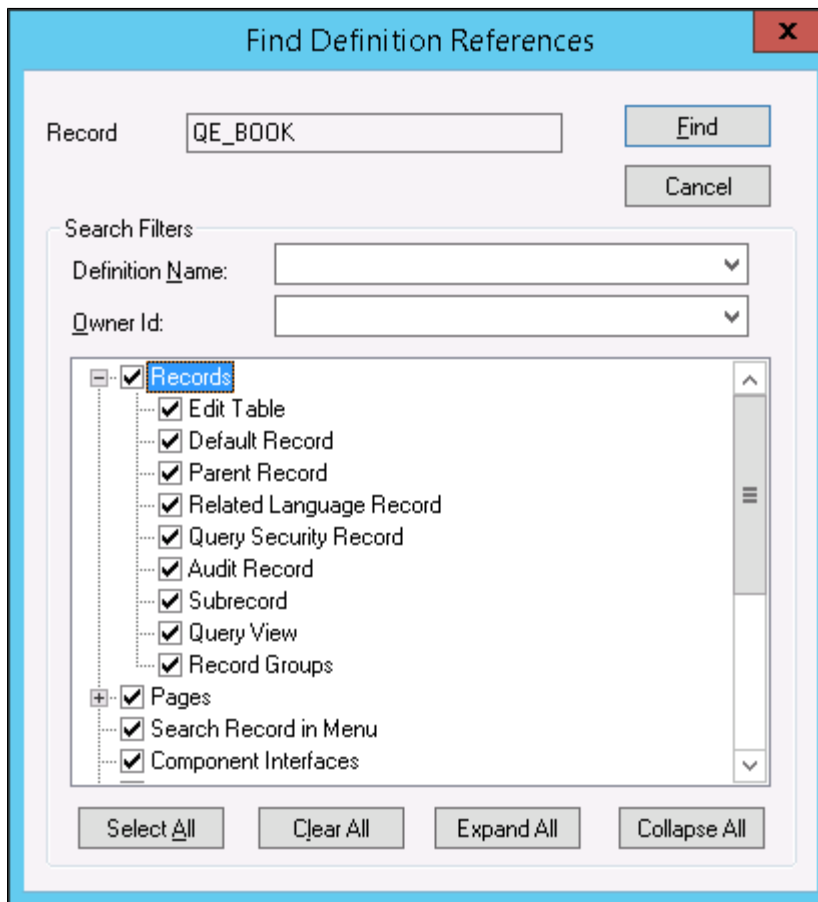 Find Definition References
x
Record QE_BOOK Find
Cancel
Search Filters
Definition Name:
Owner Id:
Records
Edit Table
Default Record
Parent Record
Related Language Record
Query Security Record
Audit Record
Subrecord
Query View
Record Groups
Pages
Search Record in Menu
Component Interfaces
Select All Clear All Expand All Collapse All